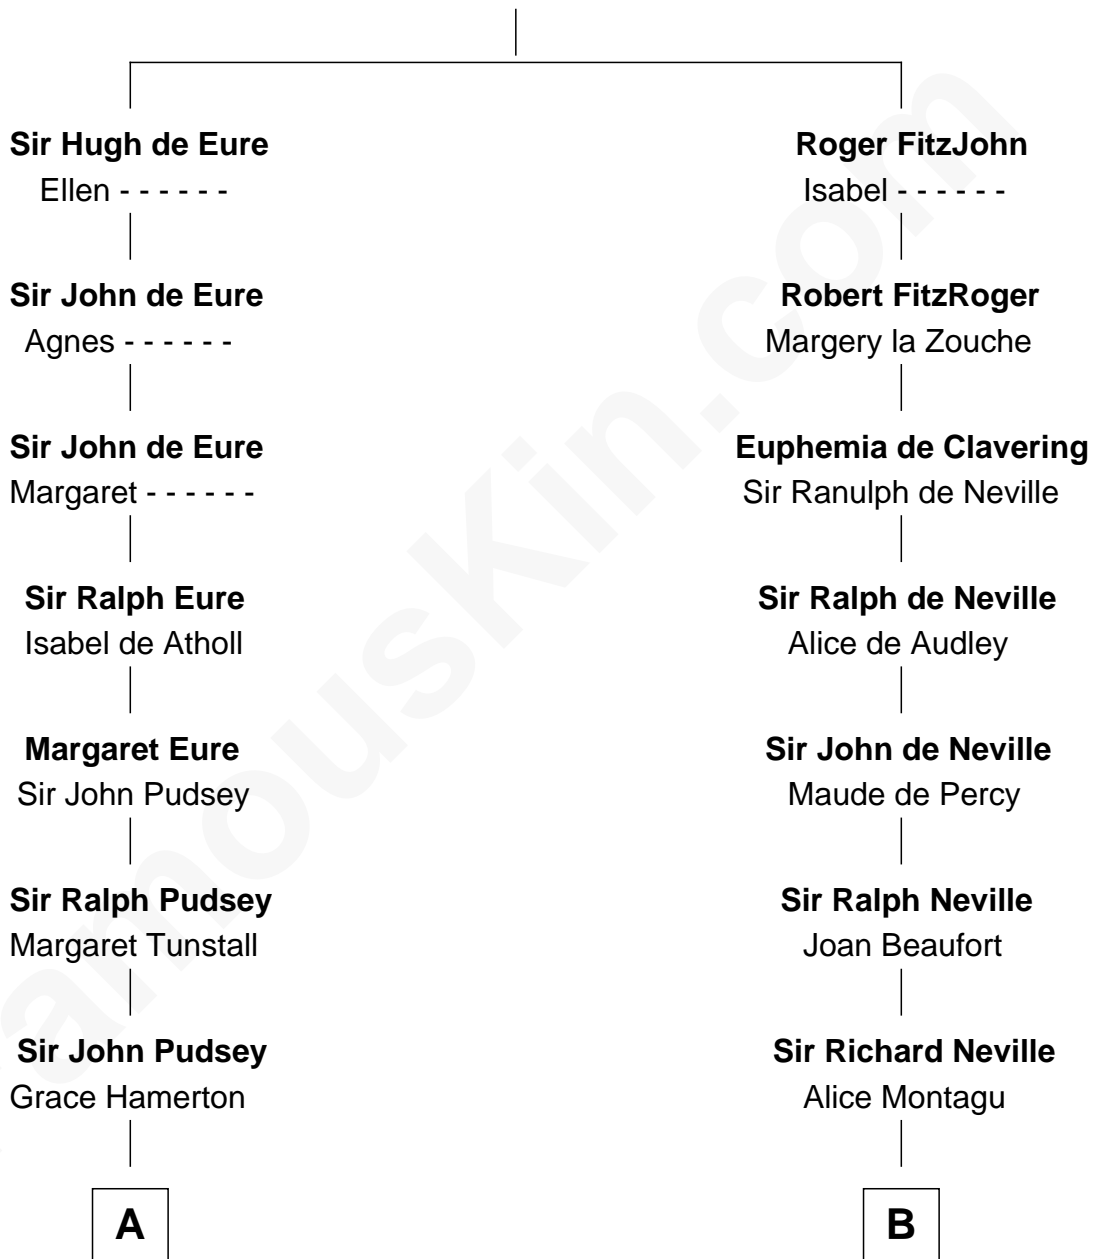 Sir Hugh de Eure
Ellen - - - - - -
Sir John de Eure
Agnes - - - - - -
Sir John de Eure
Margaret - - - - - -
Sir Ralph Eure
Isabel de Atholl
Margaret Eure
Sir John Pudsey
Sir Ralph Pudsey
Margaret Tunstall
Sir John Pudsey
Grace Hamerton
A
Roger FitzJohn
Isabel - - - - - -
Robert FitzRoger
Margery la Zouche
Euphemia de Clavering
Sir Ranulph de Neville
Sir Ralph de Neville
Alice de Audley
Sir John de Neville
Maude de Percy
Sir Ralph Neville
Joan Beaufort
Sir Richard Neville
Alice Montagu
B
amouskin.com